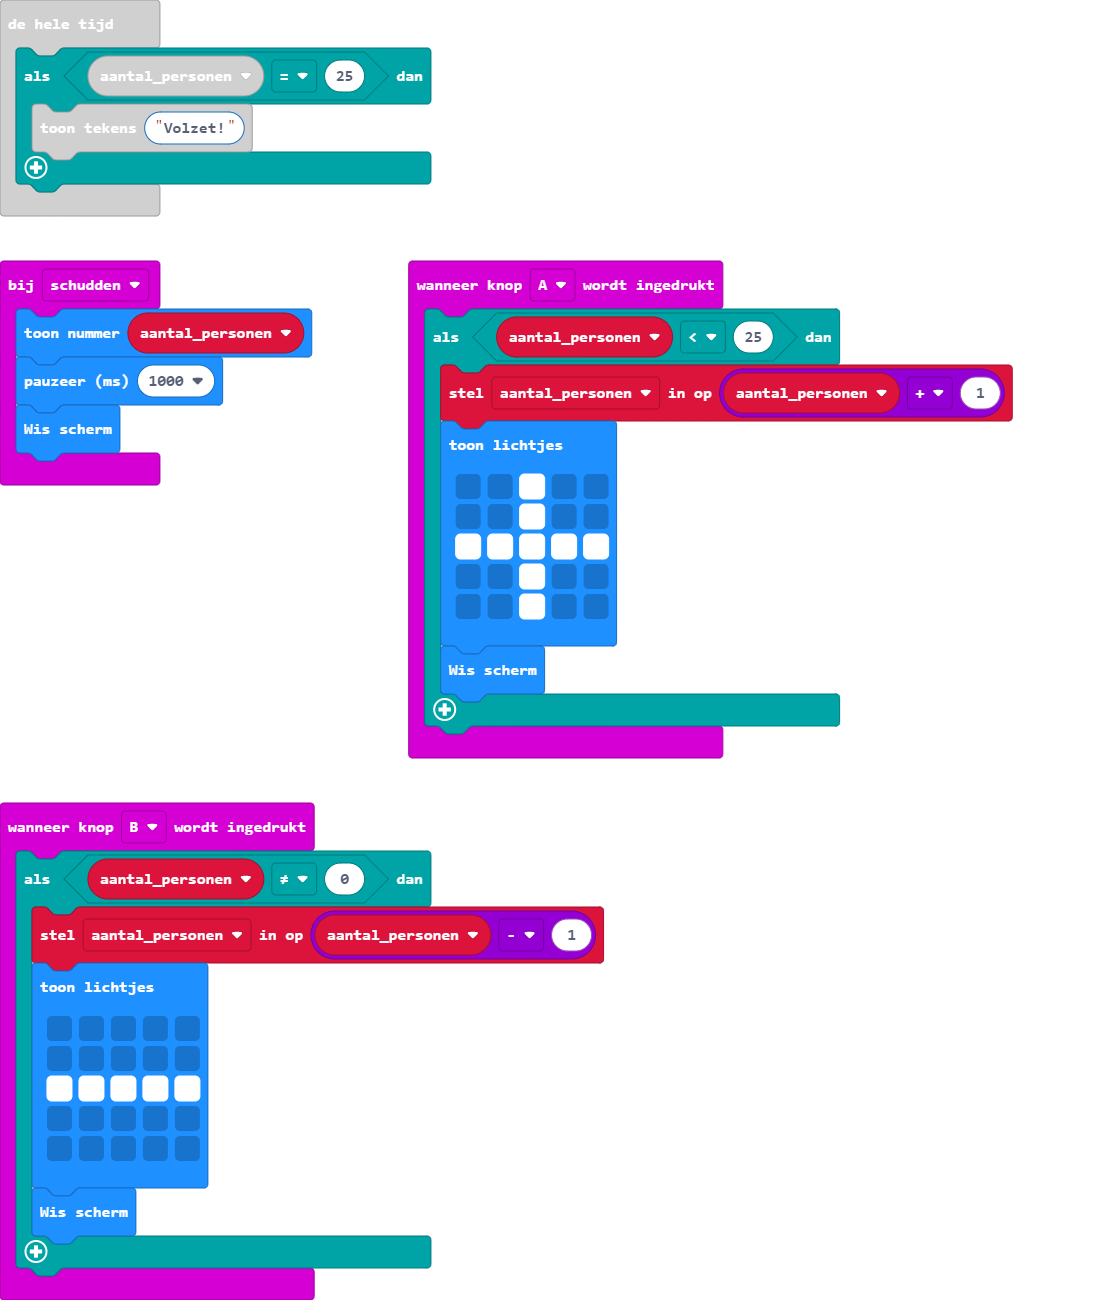 de hele tijd
als aantal_personen = 25 dan
toon tekens "Volzet!"
bij schudden
toon nummer aantal_personen
pauzeer (ms) 1000
Wis scherm
wanneer knop A wordt ingedrukt
als aantal_personen < 25 dan
stel aantal_personen in op aantal_personen + 1
toon lichtjes
Wis scherm
wanneer knop B wordt ingedrukt
als aantal_personen ≠ 0 dan
stel aantal_personen in op aantal_personen - 1
toon lichtjes
Wis scherm